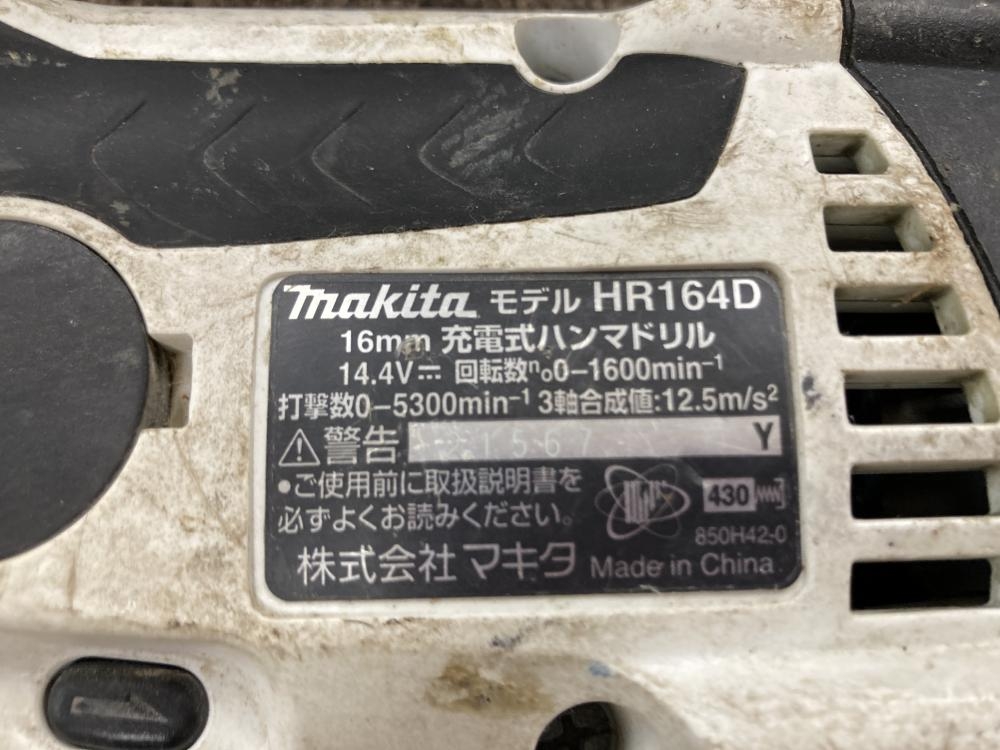 makita モデル HR164D
16mm 充電式ハンマドリル
14.4V⎓ 回転数n₀0–1600min⁻¹
打撃数0–5300min⁻¹ 3軸合成値:12.5m/s²
⚠警告 1567 Y
•ご使用前に取扱説明書を
必ずよくお読みください。
430
850H42-0
株式会社 マキタ Made in China